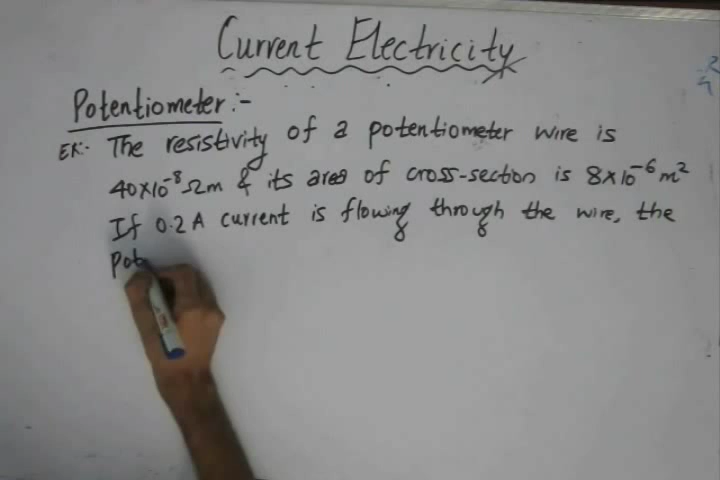 Current Electricity
Potentiometer:-
Ex:- The resistivity of a potentiometer wire is
40×10⁻⁸ Ωm & its area of cross-section is 8×10⁻⁶ m²
If 0.2 A current is flowing through the wire, the
Pot